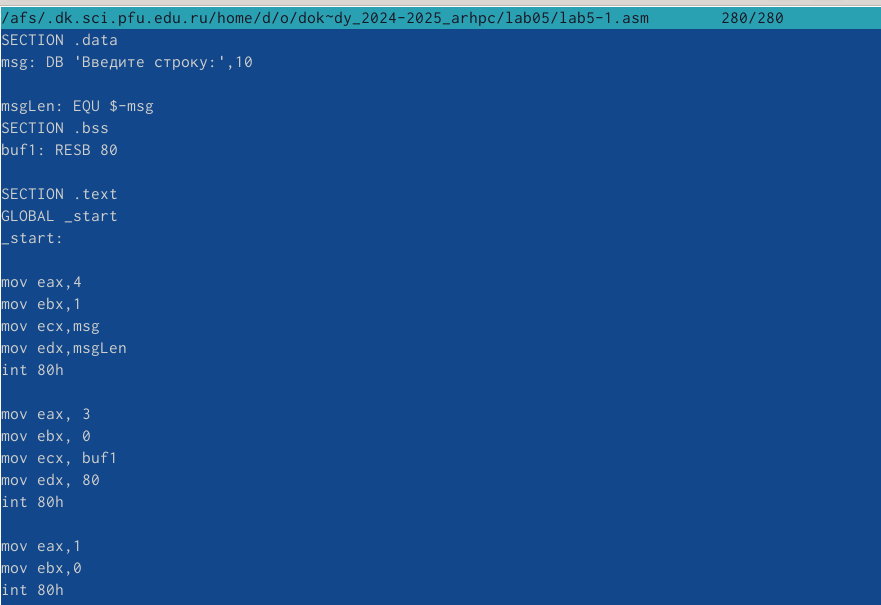 /afs/.dk.sci.pfu.edu.ru/home/d/o/dok~dy_2024-2025_arhpc/lab05/lab5-1.asm 280/280
SECTION .data
msg: DB 'Введите строку:',10
msgLen: EQU $-msg
SECTION .bss
buf1: RESB 80
SECTION .text
GLOBAL _start
_start:
mov eax,4
mov ebx,1
mov ecx,msg
mov edx,msgLen
int 80h
mov eax, 3
mov ebx, 0
mov ecx, buf1
mov edx, 80
int 80h
mov eax,1
mov ebx,0
int 80h